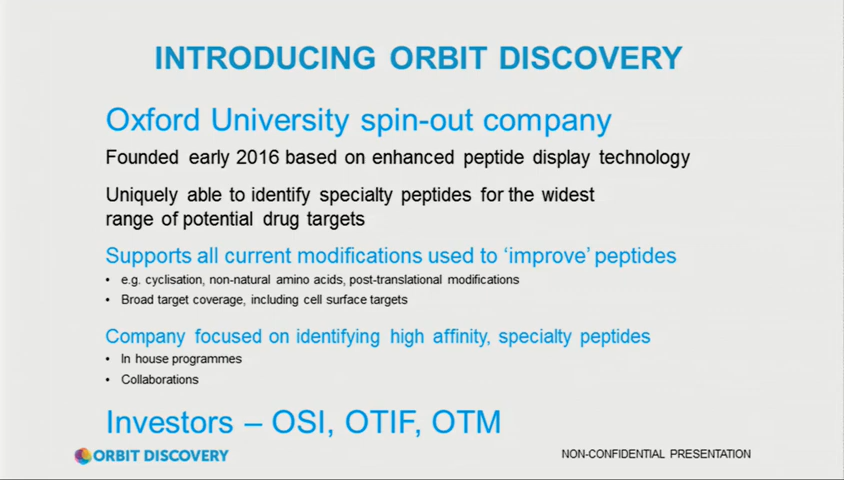 INTRODUCING ORBIT DISCOVERY
Oxford University spin-out company
Founded early 2016 based on enhanced peptide display technology
Uniquely able to identify specialty peptides for the widest
range of potential drug targets
Supports all current modifications used to ‘improve’ peptides
• e.g. cyclisation, non-natural amino acids, post-translational modifications
• Broad target coverage, including cell surface targets
Company focused on identifying high affinity, specialty peptides
• In house programmes
• Collaborations
Investors – OSI, OTIF, OTM
ORBIT DISCOVERY
NON-CONFIDENTIAL PRESENTATION